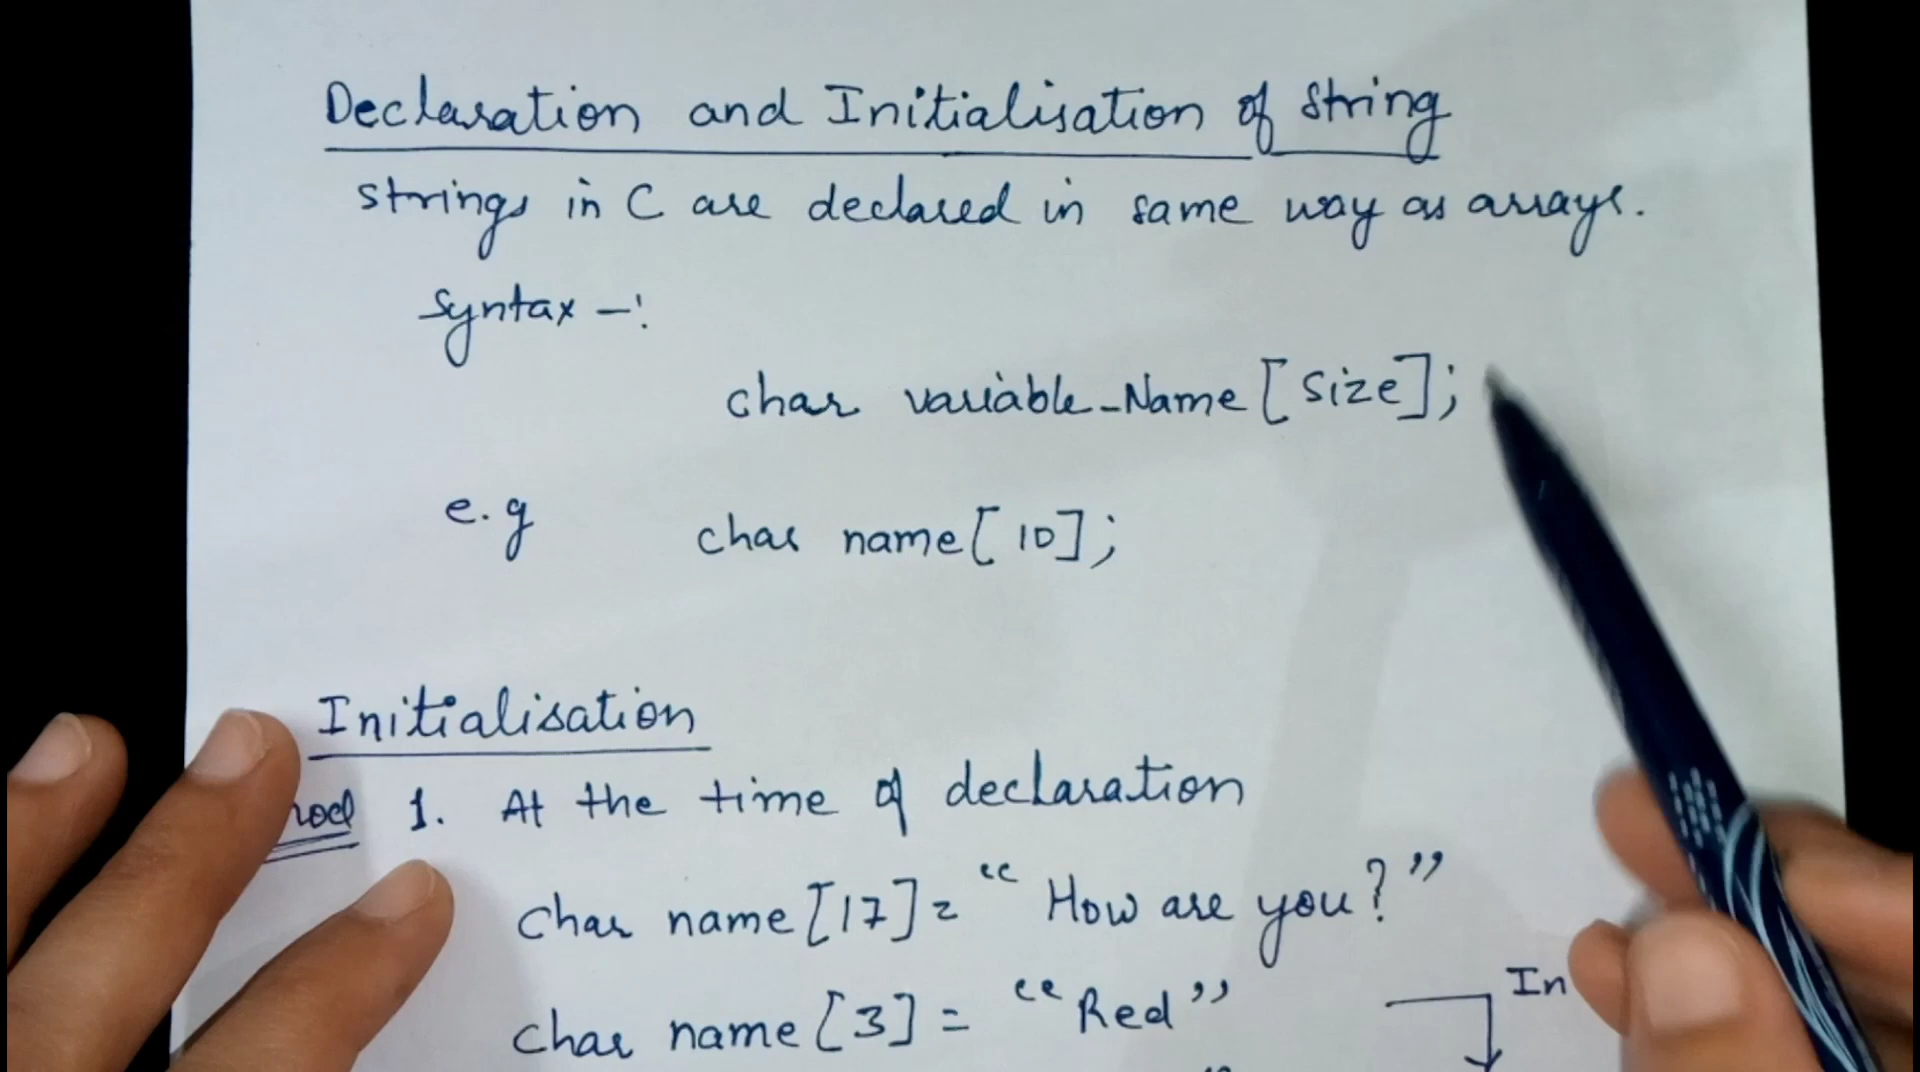 Declaration and Initialisation of string
strings in C are declared in same way as arrays.
Syntax -:
char variable_Name [Size];
e.g char name [10];
Initialisation
1. At the time of declaration
char name [17] = "How are you?"
char name [3] = "Red"
In